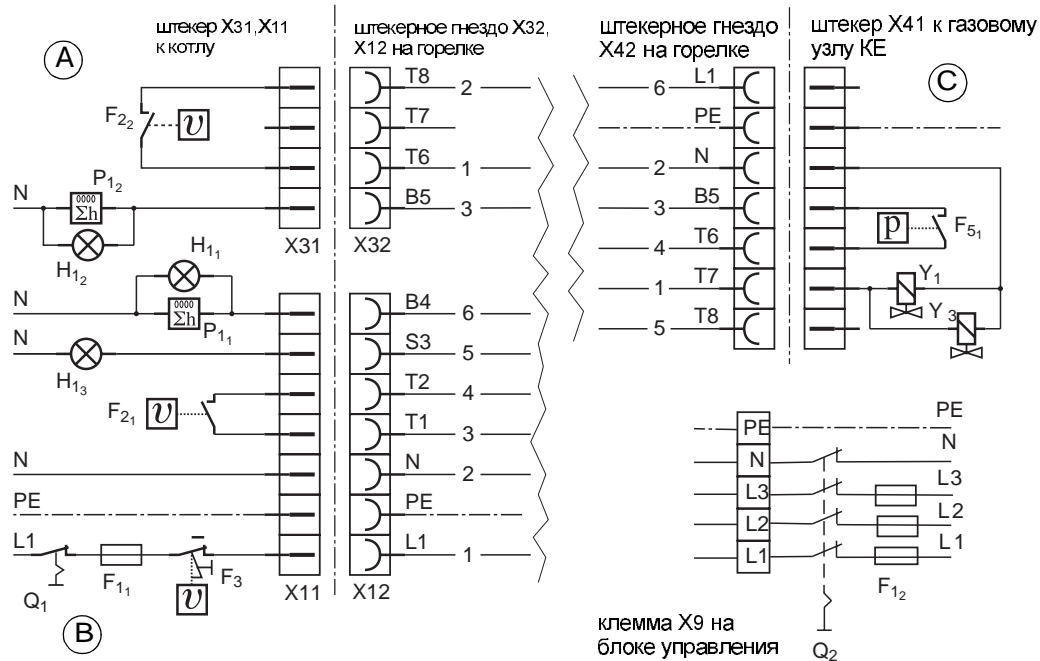 штекер X31,X11
к котлу
штекерное гнездо X32,
X12 на горелке
штекерное гнездо
X42 на горелке
штекер X41 к газовому
узлу КЕ
A
C
F2₂
υ
T8
2
T7
T6
1
B5
3
N
P1₂
0000
Σh
H1₂
X31
X32
6
L1
PE
2
N
3
B5
4
T6
1
T7
5
T8
p
F5₁
Y₁
Y₃
H1₁
N
0000
Σh
P1₁
B4
6
N
H1₃
S3
5
F2₁
υ
T2
4
T1
3
N
N
2
PE
PE
L1
Q₁
F1₁
F₃
υ
L1
1
X11
X12
B
PE
PE
N
N
L3
L3
L2
L2
L1
L1
F1₂
Q₂
клемма X9 на
блоке управления